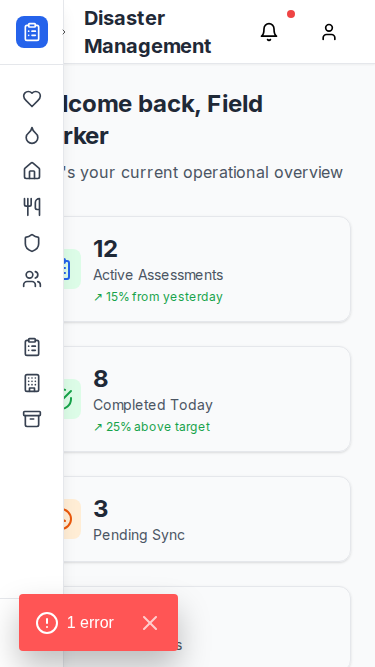 Disaster
Management
lcome back, Field
rker
's your current operational overview
12
Active Assessments
↗ 15% from yesterday
8
Completed Today
↗ 25% above target
3
Pending Sync
s
1 error